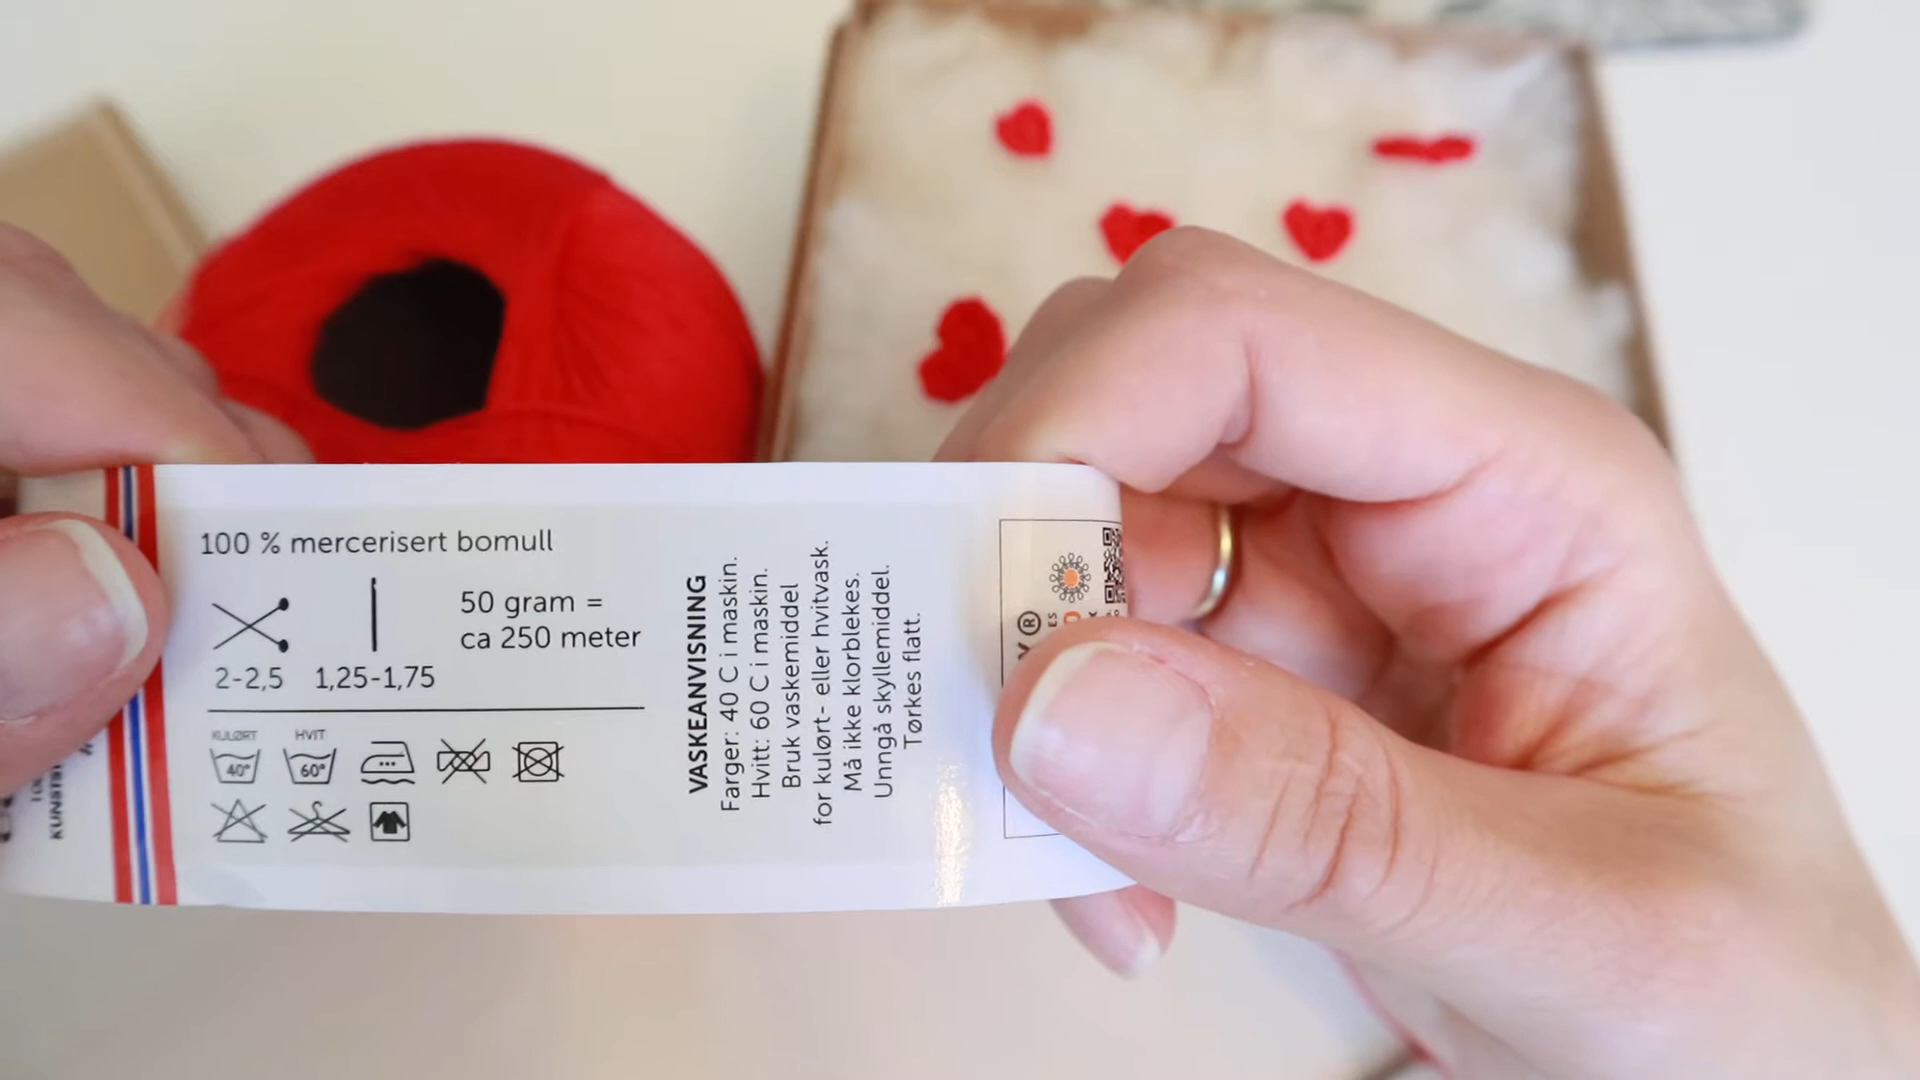 100 % mercerisert bomull
50 gram =
ca 250 meter
2-2,5
1,25-1,75
KULØRT
HVIT
40°
60°
VASKEANVISNING
Farger: 40 C i maskin.
Hvitt: 60 C i maskin.
Bruk vaskemiddel
for kulørt- eller hvitvask.
Må ikke klorblekes.
Unngå skyllemiddel.
Tørkes flatt.